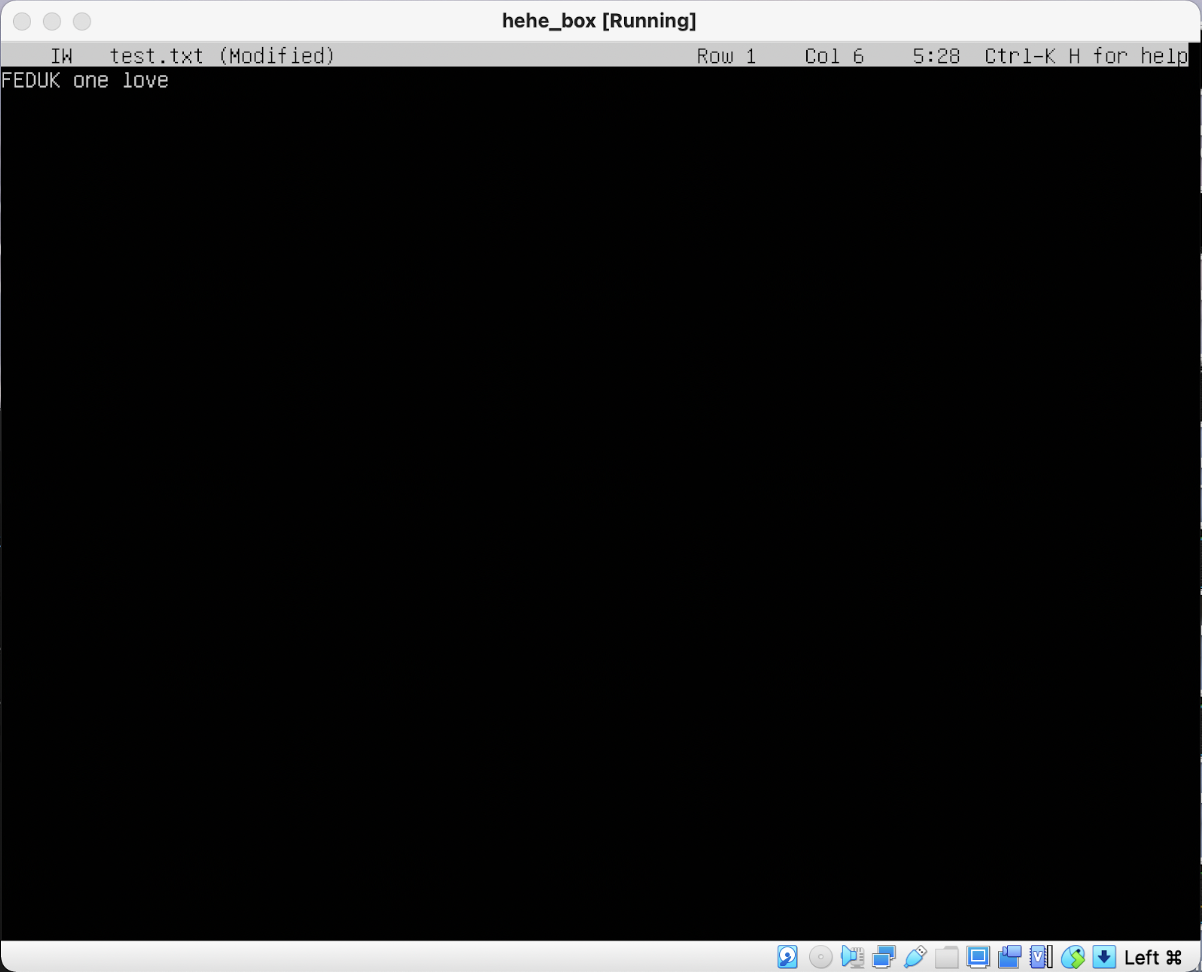 hehe_box [Running]
IW test.txt (Modified) Row 1 Col 6 5:28 Ctrl-K H for help
FEDUK one love
Left ⌘